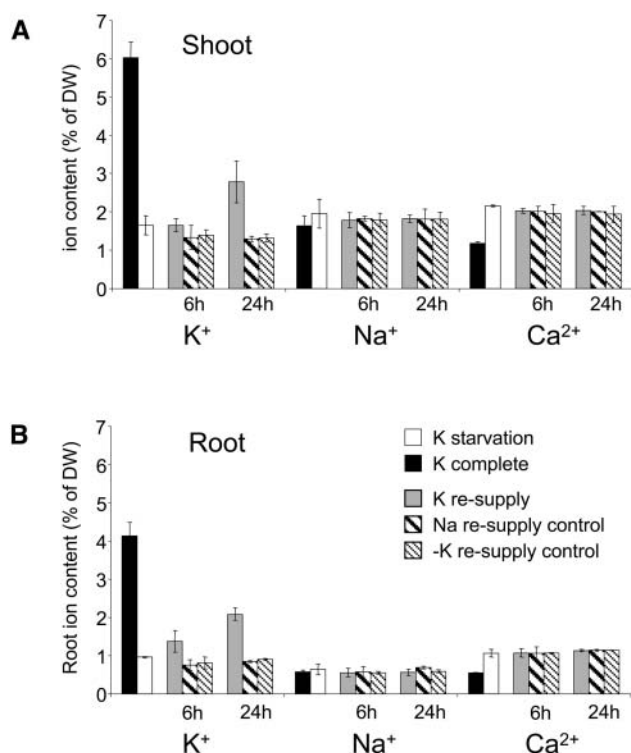 A
Shoot
ion content (% of DW)
7
6
5
4
3
2
1
0
6h 24h 6h 24h 6h 24h
K⁺ Na⁺ Ca²⁺
B
Root
Root ion content (% of DW)
7
6
5
4
3
2
1
0
K starvation
K complete
K re-supply
Na re-supply control
-K re-supply control
6h 24h 6h 24h 6h 24h
K⁺ Na⁺ Ca²⁺